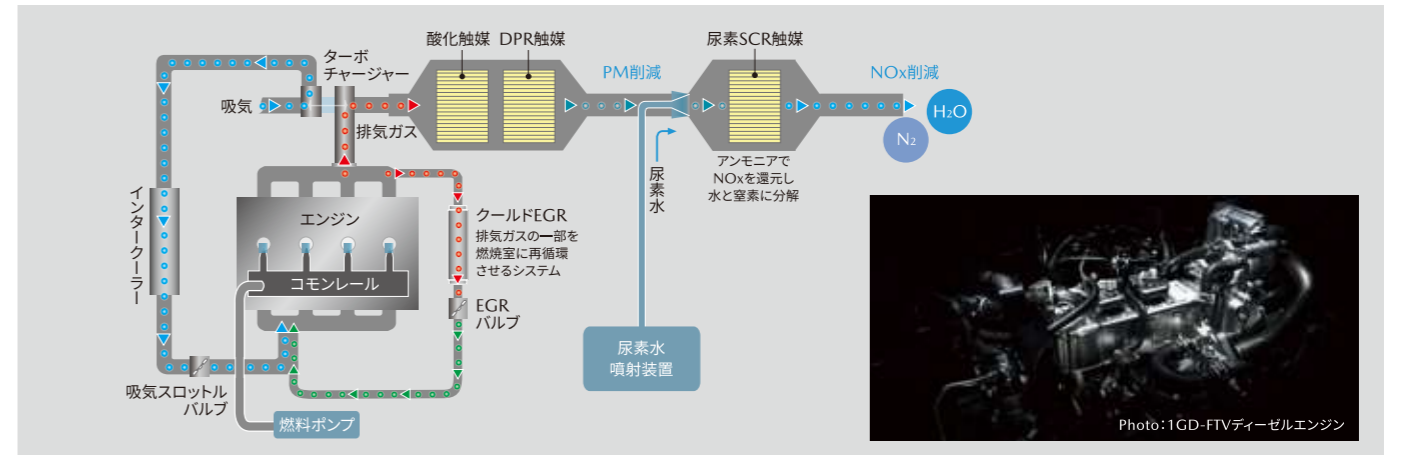 酸化触媒
DPR触媒
尿素SCR触媒
ターボ
チャージャー
PM削減
NOx削減
吸気
排気ガス
H2O
N2
アンモニアで
NOxを還元し
水と窒素に分解
尿素水
インタークーラー
エンジン
クールドEGR
排気ガスの一部を
燃焼室に再循環
させるシステム
コモンレール
EGR
バルブ
尿素水
噴射装置
吸気スロットル
バルブ
燃料ポンプ
Photo:1GD-FTVディーゼルエンジン